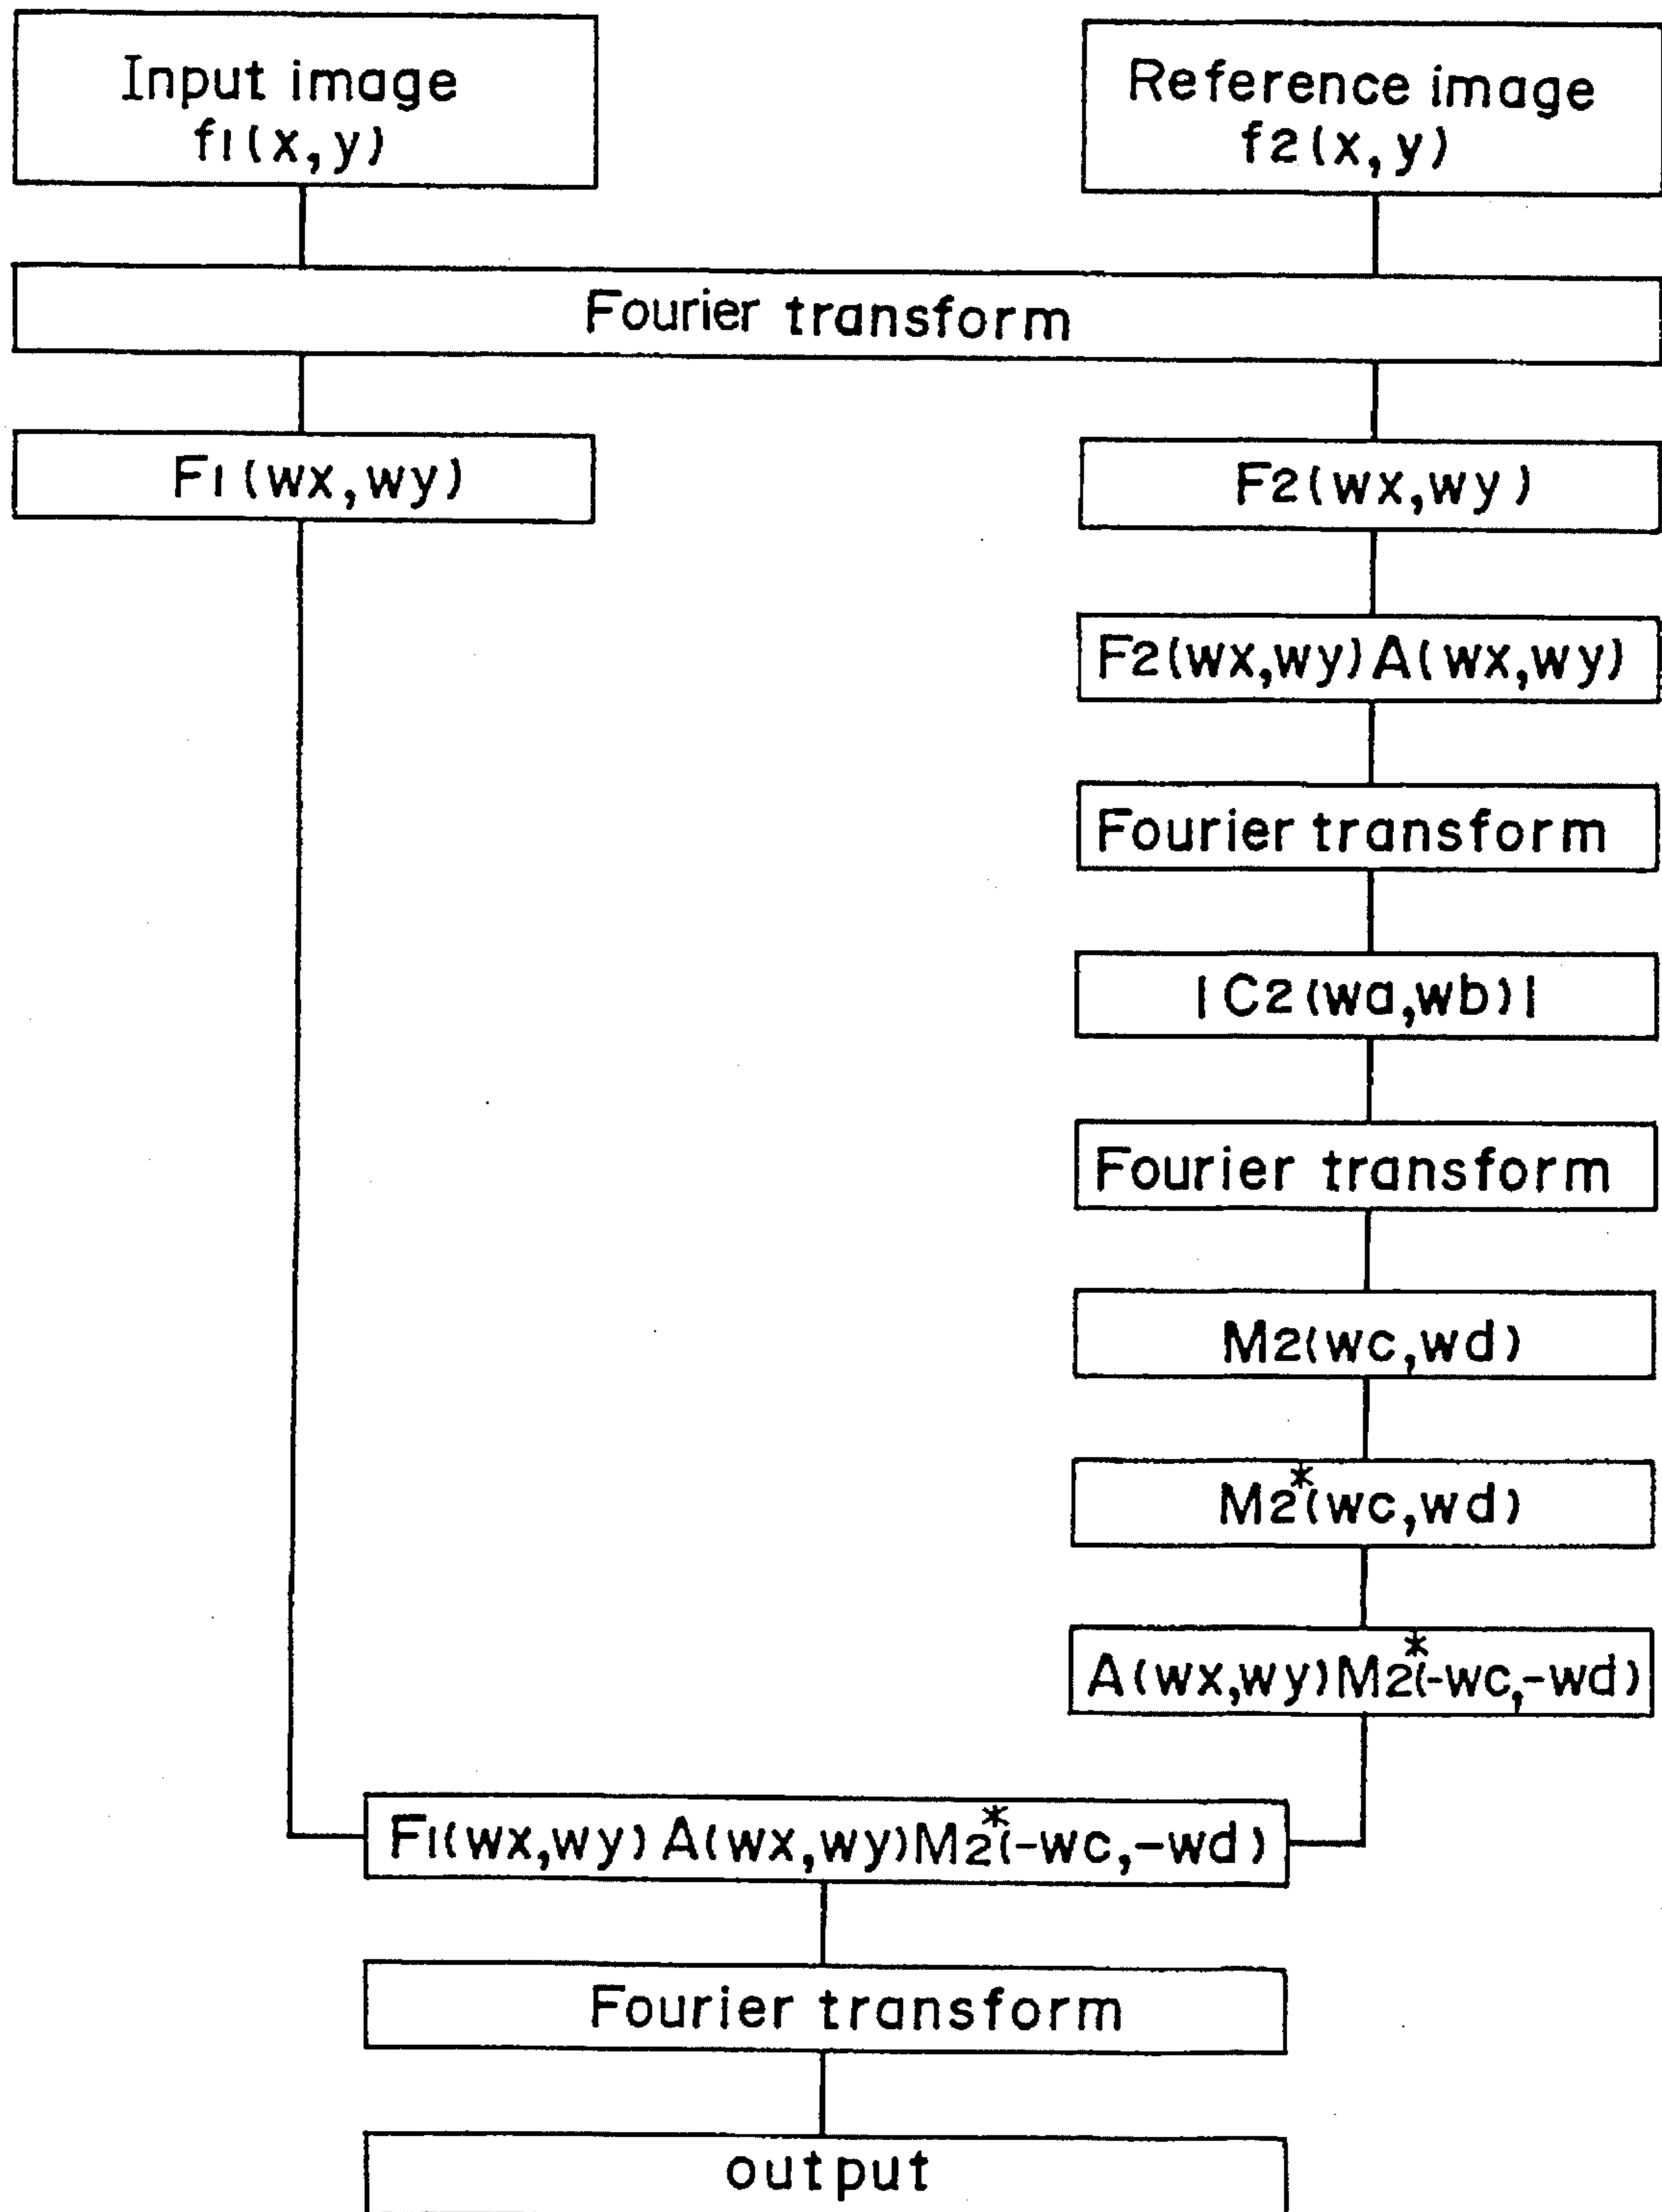 Input image
f1(x,y)
Reference image
f2(x,y)
Fourier transform
F1(wx,wy)
F2(wx,wy)
F2(wx,wy)A(wx,wy)
Fourier transform
|C2(wa,wb)|
Fourier transform
M2(wc,wd)
M2*(wc,wd)
A(wx,wy)M2*(-wc,-wd)
F1(wx,wy)A(wx,wy)M2*(-wc,-wd)
Fourier transform
output